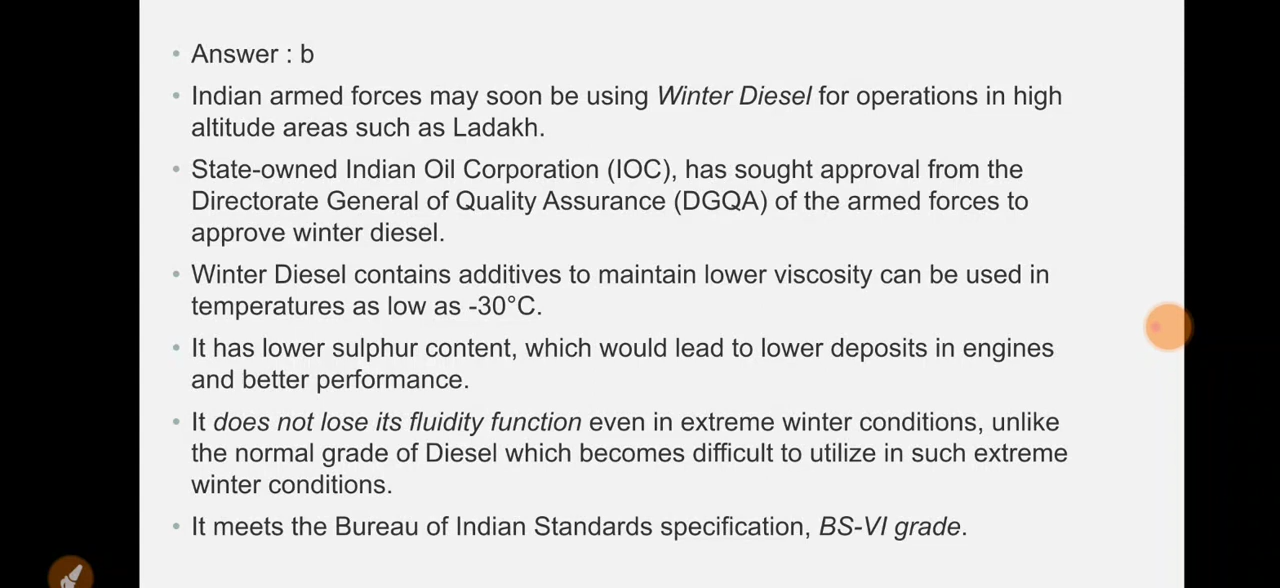 Answer : b
Indian armed forces may soon be using Winter Diesel for operations in high
altitude areas such as Ladakh.
State-owned Indian Oil Corporation (IOC), has sought approval from the
Directorate General of Quality Assurance (DGQA) of the armed forces to
approve winter diesel.
Winter Diesel contains additives to maintain lower viscosity can be used in
temperatures as low as -30°C.
It has lower sulphur content, which would lead to lower deposits in engines
and better performance.
It does not lose its fluidity function even in extreme winter conditions, unlike
the normal grade of Diesel which becomes difficult to utilize in such extreme
winter conditions.
It meets the Bureau of Indian Standards specification, BS-VI grade.